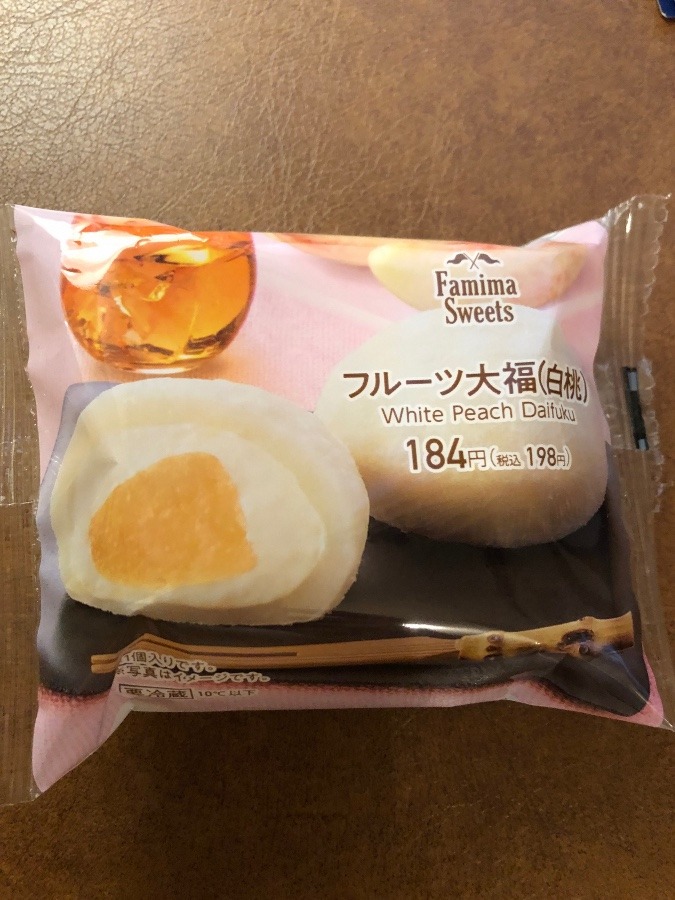 Famima
Sweets
フルーツ大福(白桃)
White Peach Daifuku
184円(税込 198円)
1個入りです。
※写真はイメージです。
要冷蔵 10℃以下